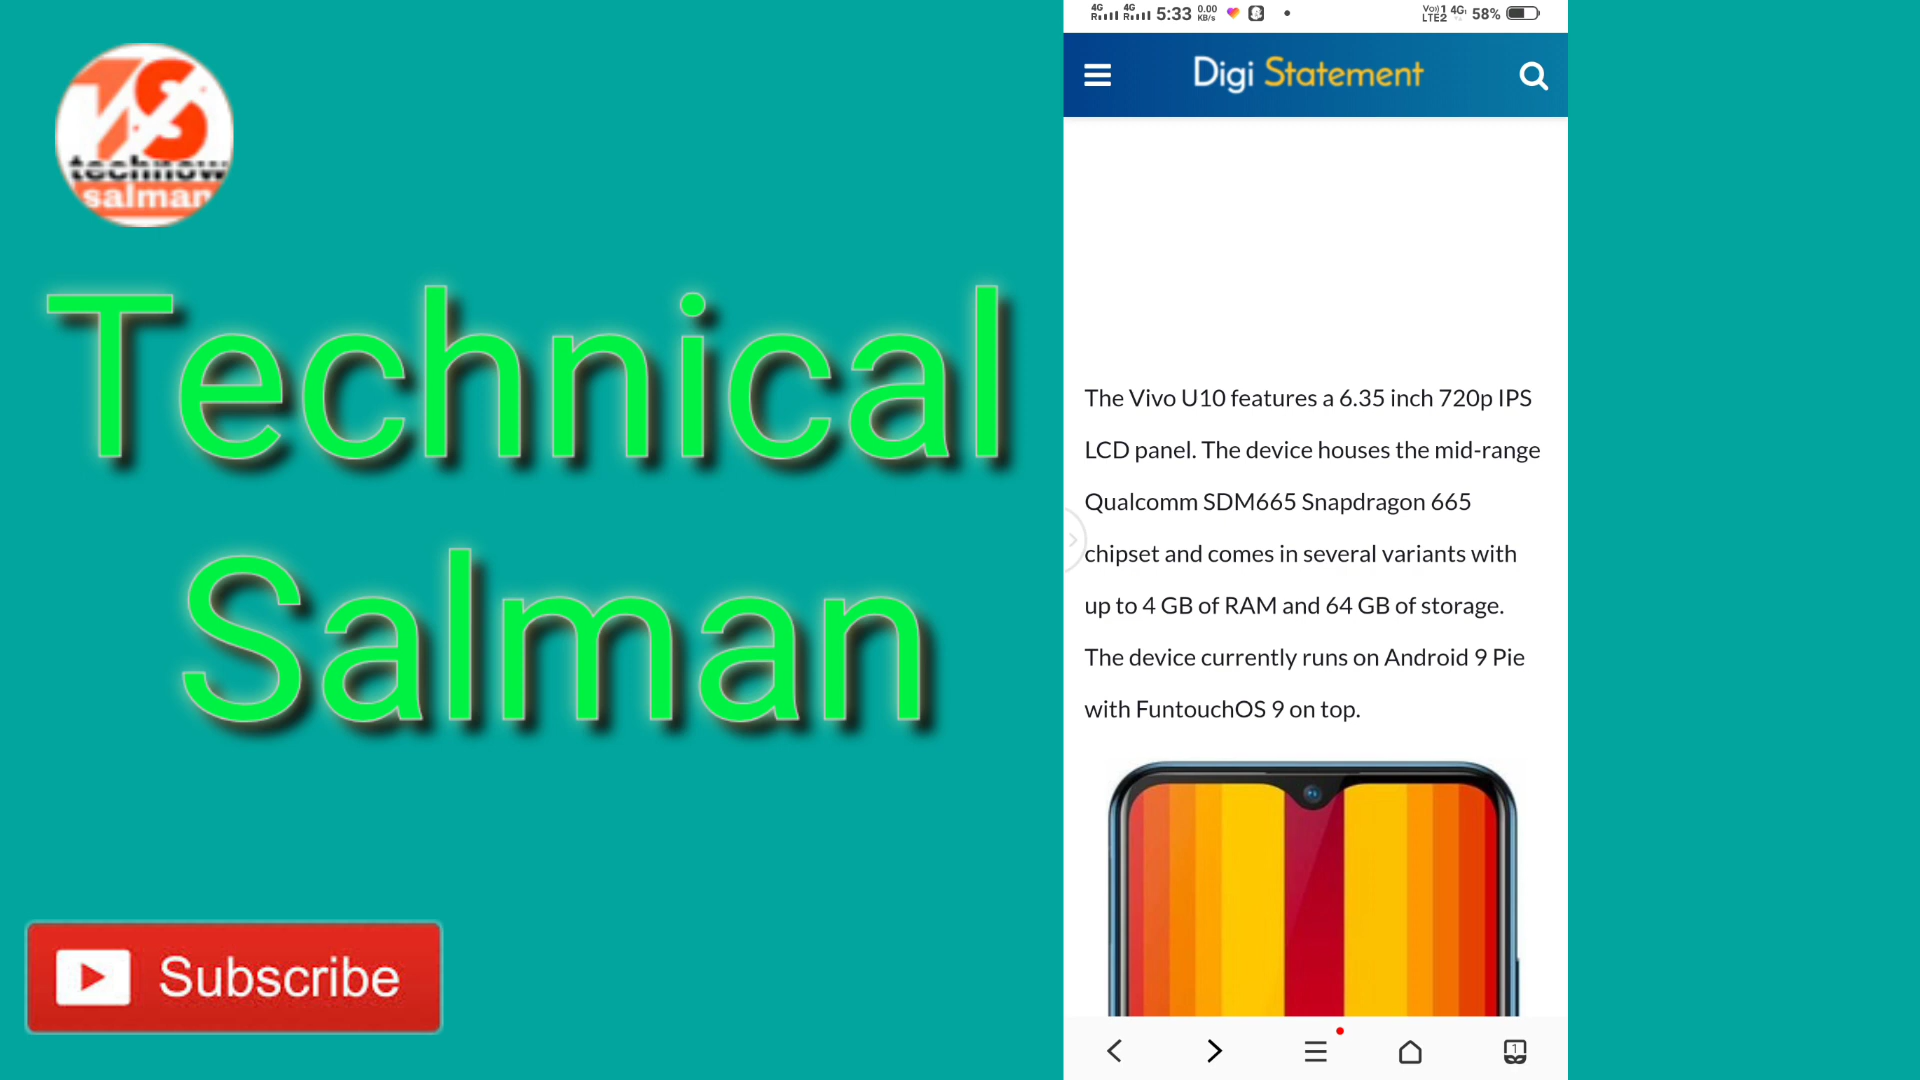 TS
technow
salman
Technical
Salman
Subscribe
4G
4G
5:33
0.00
KB/s
LTE2
4G
58%
Digi Statement
The Vivo U10 features a 6.35 inch 720p IPS
LCD panel. The device houses the mid-range
Qualcomm SDM665 Snapdragon 665
chipset and comes in several variants with
up to 4 GB of RAM and 64 GB of storage.
The device currently runs on Android 9 Pie
with FuntouchOS 9 on top.
1